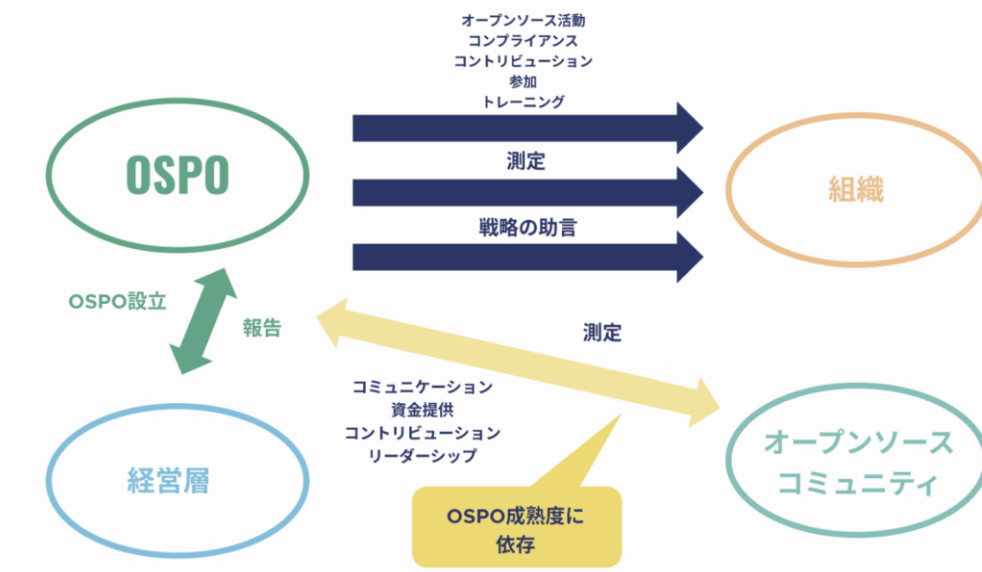 オープンソース活動
コンプライアンス
コントリビューション
参加
トレーニング
OSPO
測定
組織
戦略の助言
OSPO設立
報告
測定
コミュニケーション
資金提供
コントリビューション
リーダーシップ
経営層
オープンソース
コミュニティ
OSPO成熟度に
依存